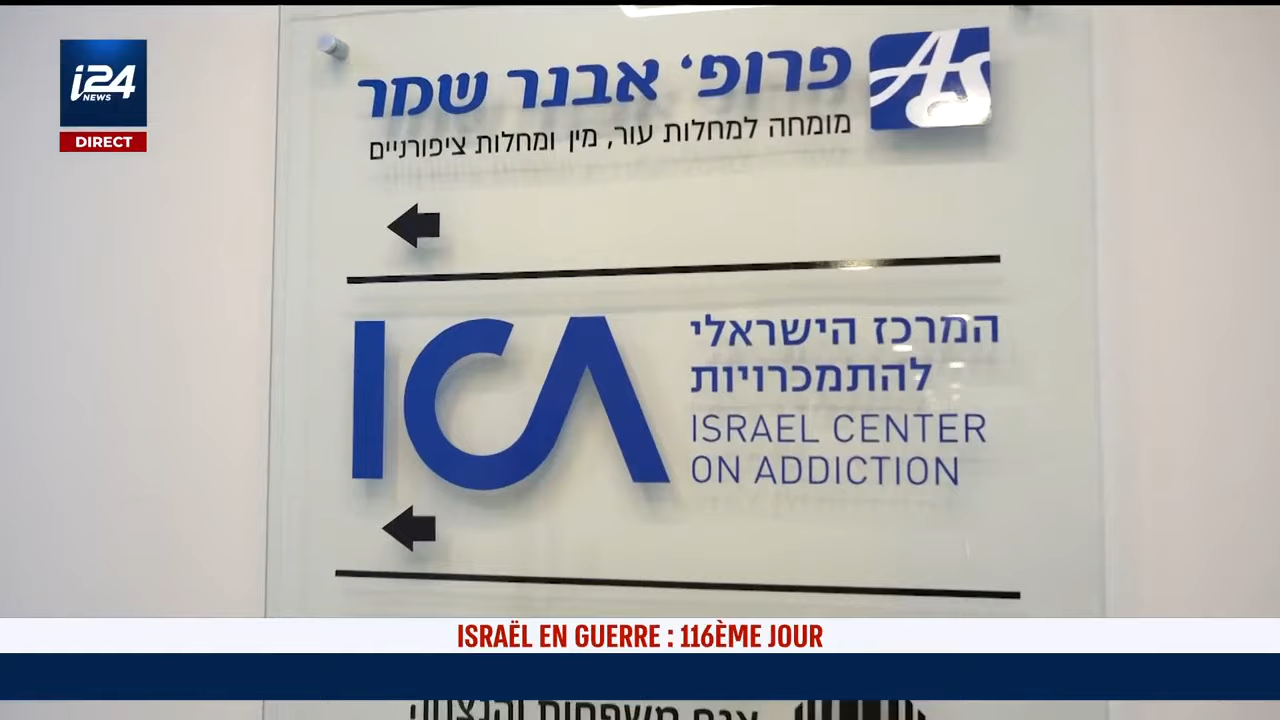 i24
NEWS
DIRECT
AS
פרופ' אבנר שמר
מומחה למחלות עור, מין ומחלות ציפורניים
ICA
המרכז הישראלי
להתמכרויות
ISRAEL CENTER
ON ADDICTION
ISRAËL EN GUERRE : 116ÈME JOUR